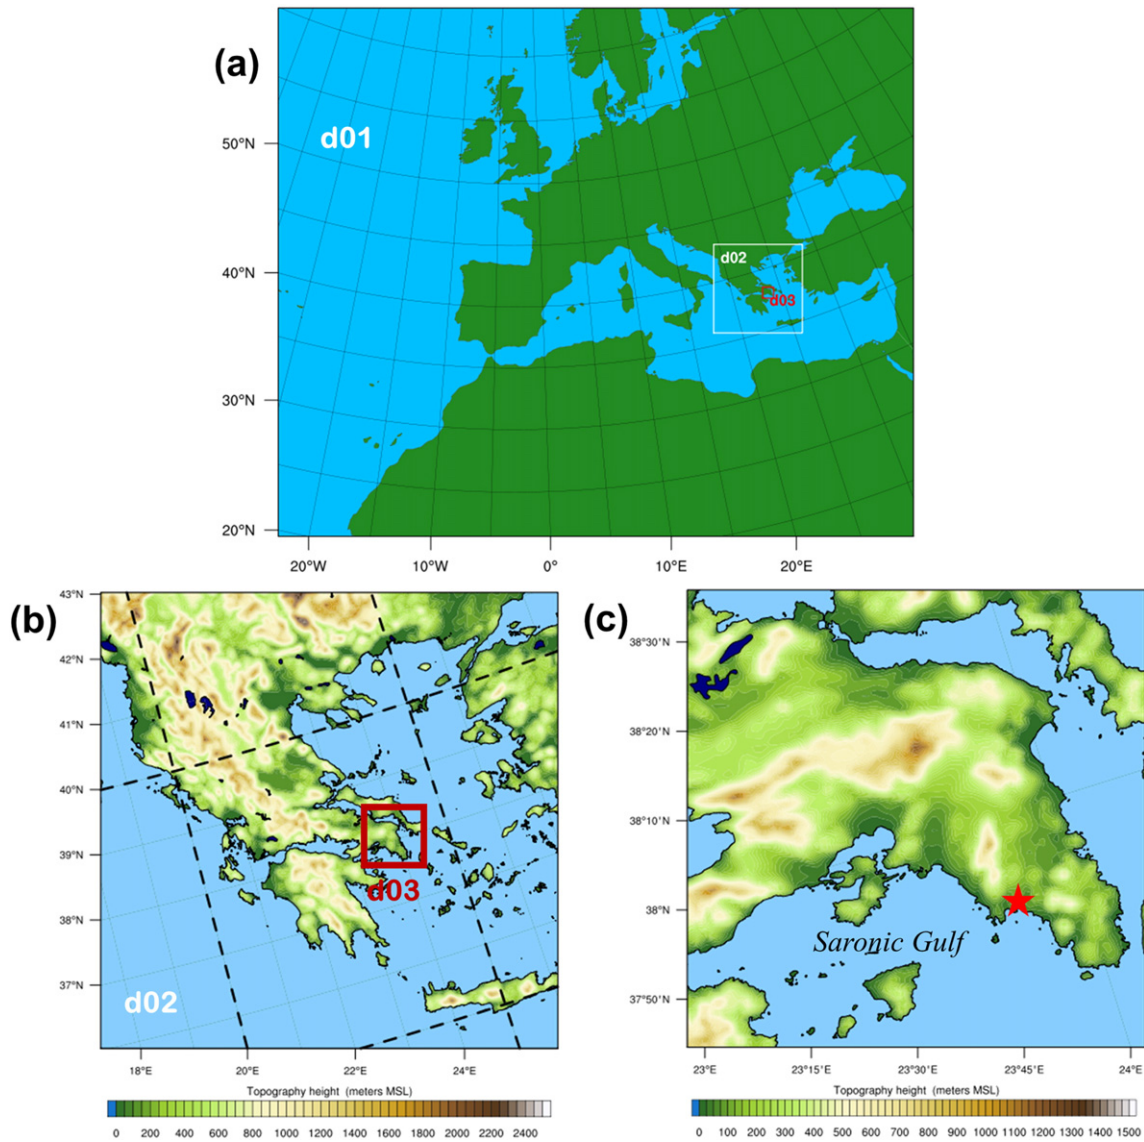 (a)
d01
50°N
40°N
30°N
20°N
d02
d03
20°W 10°W 0° 10°E 20°E
(b)
43°N
42°N
41°N
40°N
39°N
38°N
37°N
d03
d02
18°E 20°E 22°E 24°E
Topography height (meters MSL)
0 200 400 600 800 1000 1200 1400 1600 1800 2000 2200 2400
(c)
38°30'N
38°20'N
38°10'N
38°N
37°50'N
Saronic Gulf
23°E 23°15'E 23°30'E 23°45'E 24°E
Topography height (meters MSL)
0 100 200 300 400 500 600 700 800 900 1000 1100 1200 1300 1400 1500